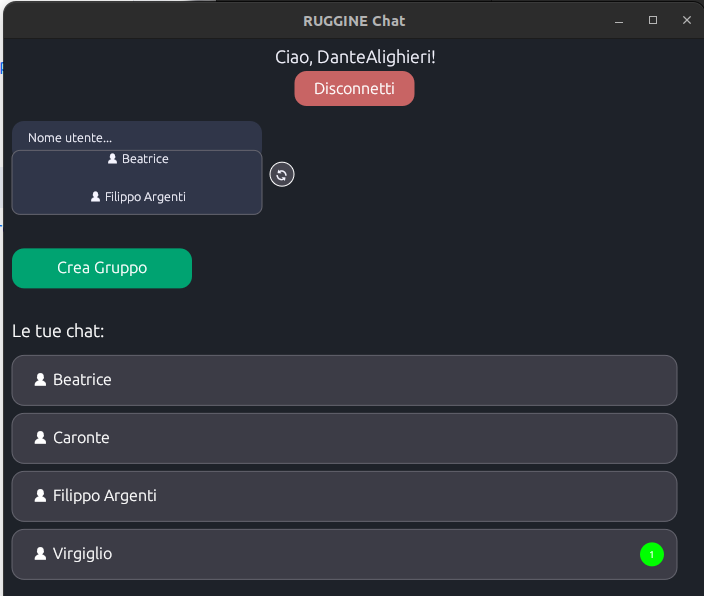 RUGGINE Chat
Ciao, DanteAlighieri!
Disconnetti
Nome utente...
Beatrice
Filippo Argenti
Crea Gruppo
Le tue chat:
Beatrice
Caronte
Filippo Argenti
Virgiglio
1